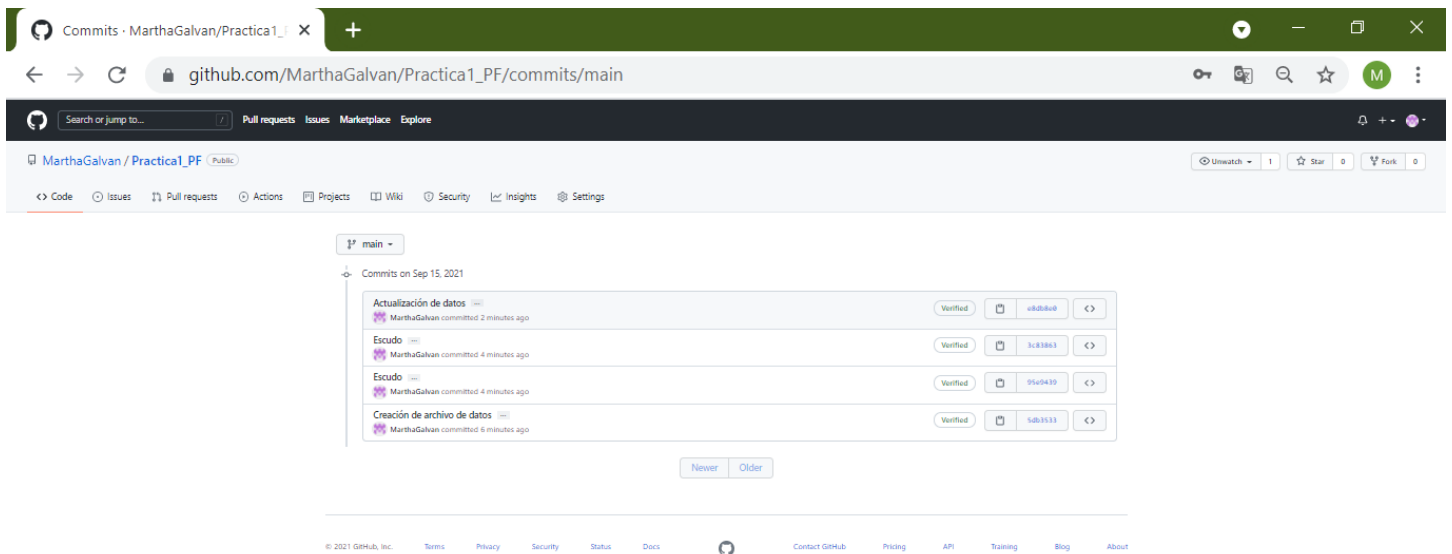 Commits · MarthaGalvan/Practica1_P
github.com/MarthaGalvan/Practica1_PF/commits/main
M
Search or jump to... / Pull requests Issues Marketplace Explore
MarthaGalvan / Practica1_PF Public
Unwatch 1 Star 0 Fork 0
<> Code Issues Pull requests Actions Projects Wiki Security Insights Settings
main
Commits on Sep 15, 2021
Actualización de datos ...
MarthaGalvan committed 2 minutes ago
Verified e8db8e0 <>
Escudo ...
MarthaGalvan committed 4 minutes ago
Verified 3c83863 <>
Escudo ...
MarthaGalvan committed 4 minutes ago
Verified 95e9439 <>
Creación de archivo de datos ...
MarthaGalvan committed 6 minutes ago
Verified 5db3533 <>
Newer Older
© 2021 GitHub, Inc. Terms Privacy Security Status Docs Contact GitHub Pricing API Training Blog About